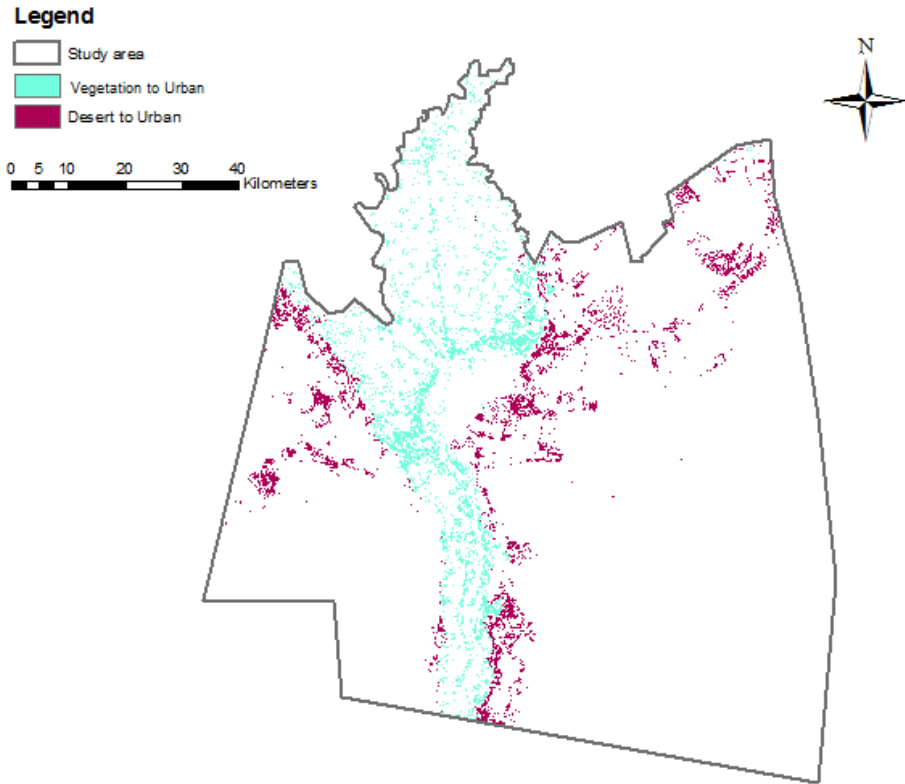 Legend
Study area
Vegetation to Urban
Desert to Urban
0 5 10 20 30 40
Kilometers
N